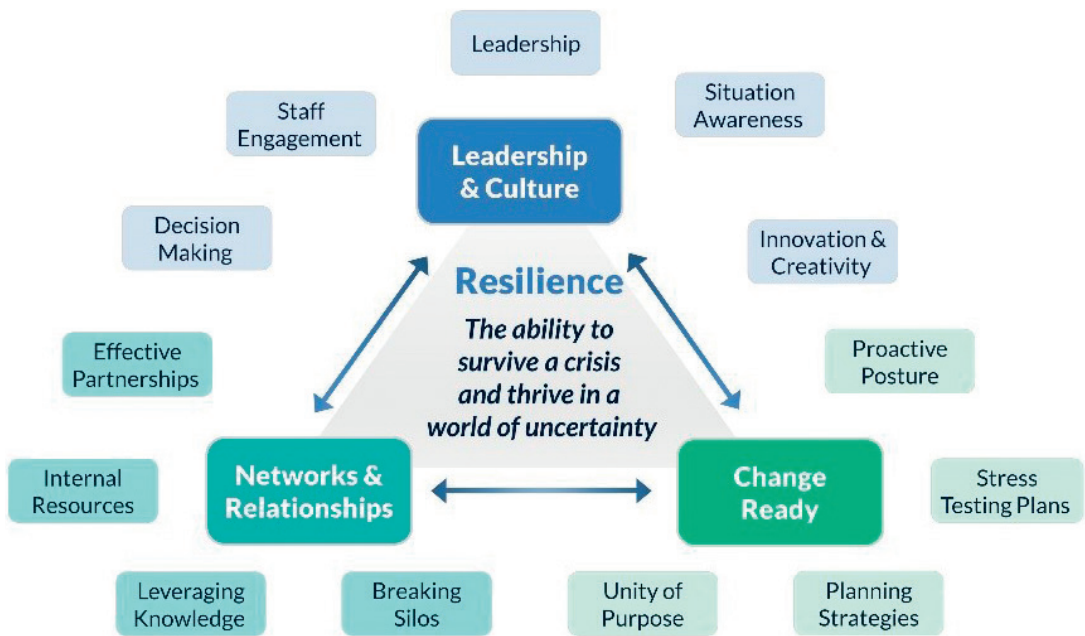 Leadership
Situation
Awareness
Staff
Engagement
Leadership
& Culture
Decision
Making
Innovation &
Creativity
Resilience
The ability to
survive a crisis
and thrive in a
world of uncertainty
Effective
Partnerships
Proactive
Posture
Networks &
Relationships
Change
Ready
Internal
Resources
Stress
Testing Plans
Leveraging
Knowledge
Breaking
Silos
Unity of
Purpose
Planning
Strategies